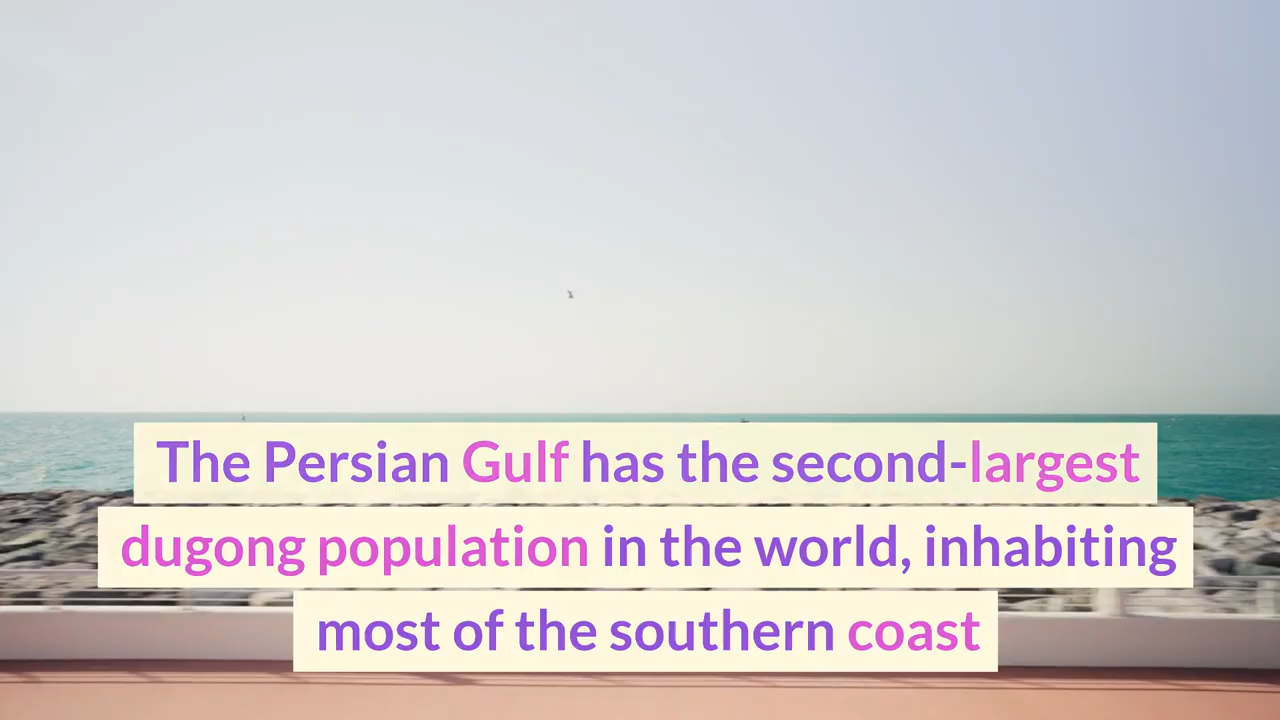 The Persian Gulf has the second-largest
dugong population in the world, inhabiting
most of the southern coast